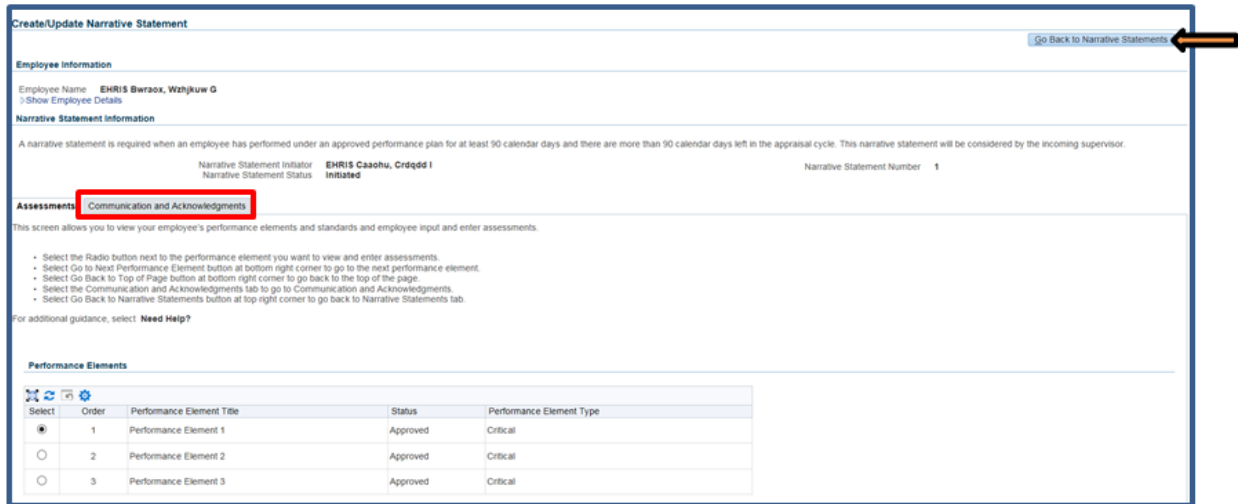 Create/Update Narrative Statement
Go Back to Narrative Statements
Employee Information
Employee Name EHRIS Bwraox, Wzhjkuw G
Show Employee Details
Narrative Statement Information
A narrative statement is required when an employee has performed under an approved performance plan for at least 90 calendar days and there are more than 90 calendar days left in the appraisal cycle. This narrative statement will be considered by the incoming supervisor.
Narrative Statement Initiator EHRIS Caaohu, Crdqdd I Narrative Statement Number 1
Narrative Statement Status Initiated
Assessments Communication and Acknowledgments
This screen allows you to view your employee's performance elements and standards and employee input and enter assessments.
• Select the Radio button next to the performance element you want to view and enter assessments.
• Select Go to Next Performance Element button at bottom right corner to go to the next performance element.
• Select Go Back to Top of Page button at bottom right corner to go back to the top of the page.
• Select the Communication and Acknowledgments tab to go to Communication and Acknowledgments.
• Select Go Back to Narrative Statements button at top right corner to go back to Narrative Statements tab.
For additional guidance, select Need Help?
Performance Elements
Select Order Performance Element Title Status Performance Element Type
1 Performance Element 1 Approved Critical
2 Performance Element 2 Approved Critical
3 Performance Element 3 Approved Critical